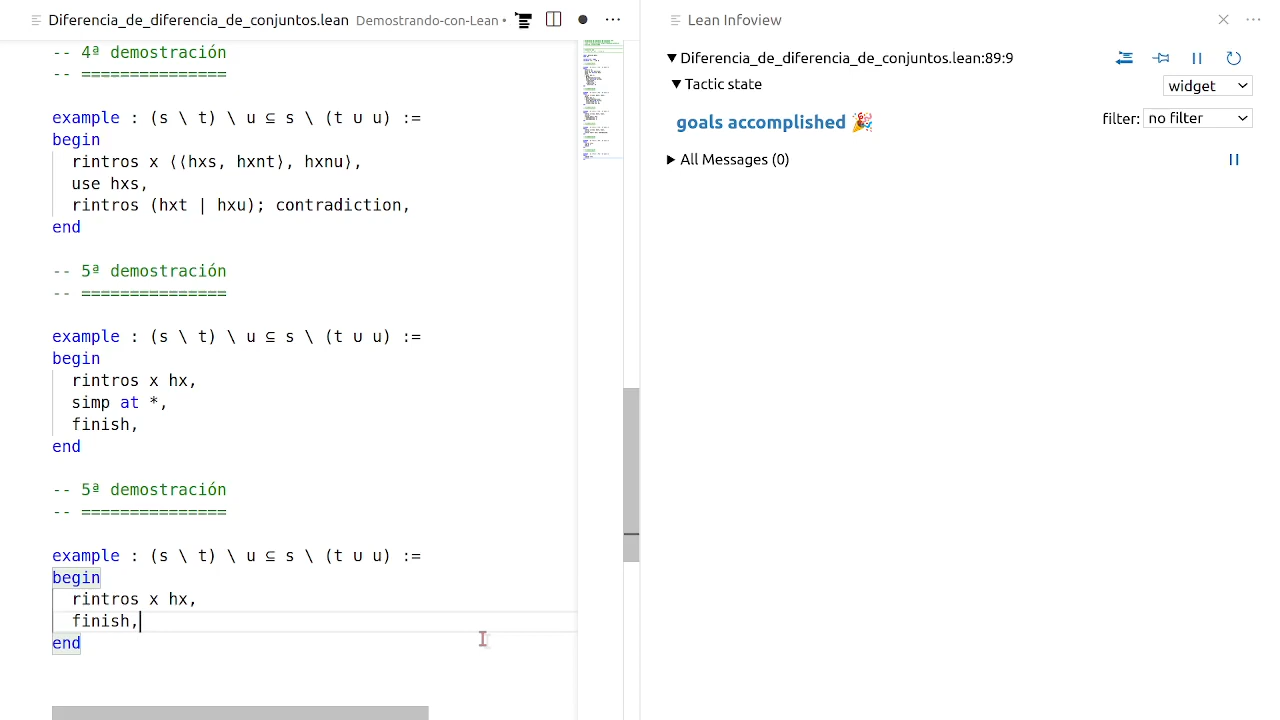 Diferencia_de_diferencia_de_conjuntos.lean Demostrando-con-Lean •
-- 4ª demostración
-- ===============
example : (s \ t) \ u ⊆ s \ (t ∪ u) :=
begin
  rintros x ⟨⟨hxs, hxnt⟩, hxnu⟩,
  use hxs,
  rintros (hxt | hxu); contradiction,
end
-- 5ª demostración
-- ===============
example : (s \ t) \ u ⊆ s \ (t ∪ u) :=
begin
  rintros x hx,
  simp at *,
  finish,
end
-- 5ª demostración
-- ===============
example : (s \ t) \ u ⊆ s \ (t ∪ u) :=
begin
  rintros x hx,
  finish,
end
Lean Infoview
Diferencia_de_diferencia_de_conjuntos.lean:89:9
Tactic state
widget
goals accomplished 🎉
filter: no filter
All Messages (0)